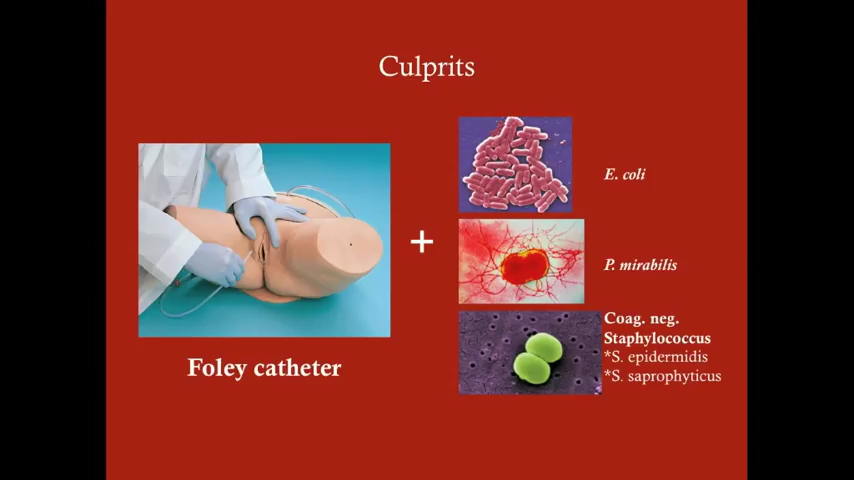 Culprits
+
E. coli
P. mirabilis
Coag. neg.
Staphylococcus
*S. epidermidis
*S. saprophyticus
Foley catheter